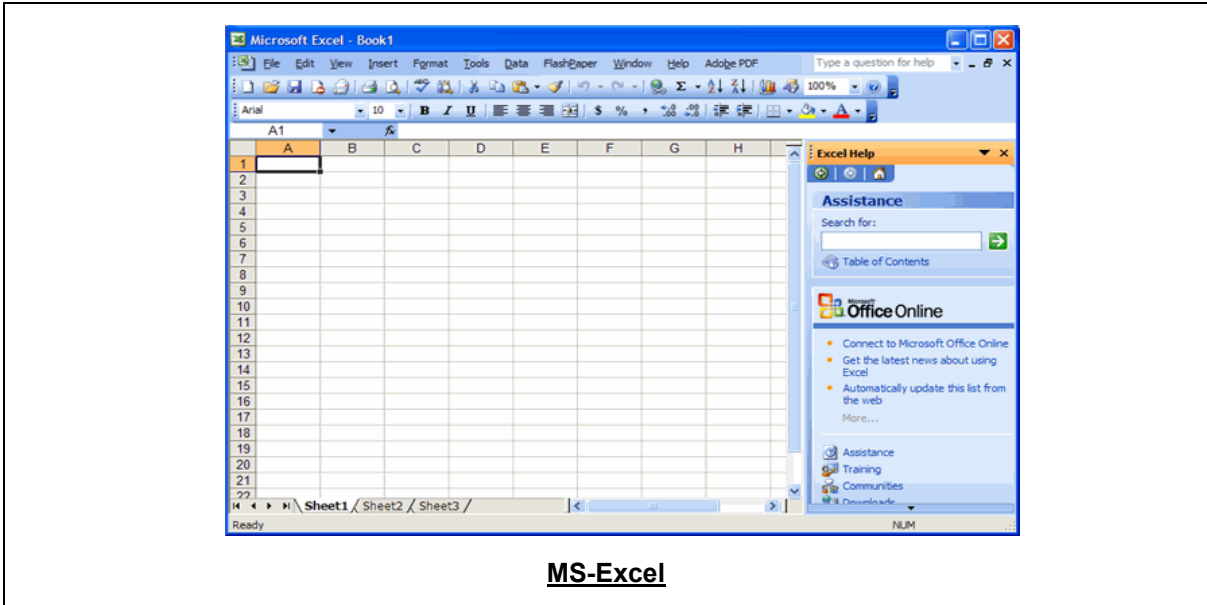 Microsoft Excel - Book1
File Edit View Insert Format Tools Data FlashPaper Window Help Adobe PDF Type a question for help
100%
Arial 10 B I U $ % , A
A1 fx
A B C D E F G H
1
2
3
4
5
6
7
8
9
10
11
12
13
14
15
16
17
18
19
20
21
22
Sheet1 Sheet2 Sheet3
Ready NUM
Excel Help
Assistance
Search for:
Table of Contents
Microsoft
Office Online
Connect to Microsoft Office Online
Get the latest news about using
Excel
Automatically update this list from
the web
More...
Assistance
Training
Communities
Downloads
MS-Excel